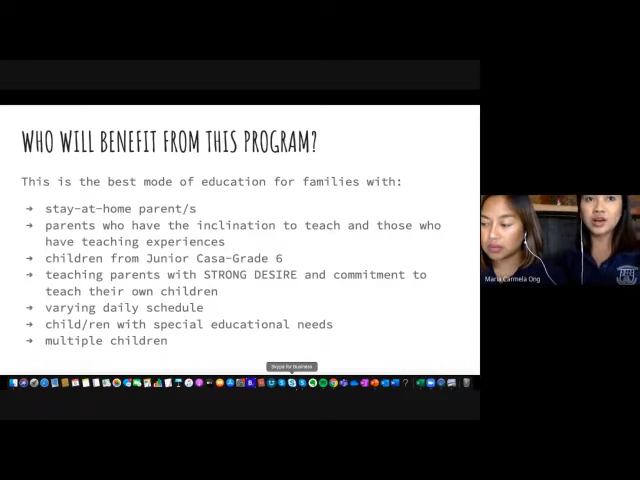 WHO WILL BENEFIT FROM THIS PROGRAM?
This is the best mode of education for families with:
➔ stay-at-home parent/s
➔ parents who have the inclination to teach and those who
have teaching experiences
➔ children from Junior Casa-Grade 6
➔ teaching parents with STRONG DESIRE and commitment to
teach their own children
➔ varying daily schedule
➔ child/ren with special educational needs
➔ multiple children
Skype for Business
Maria Carmela Ong